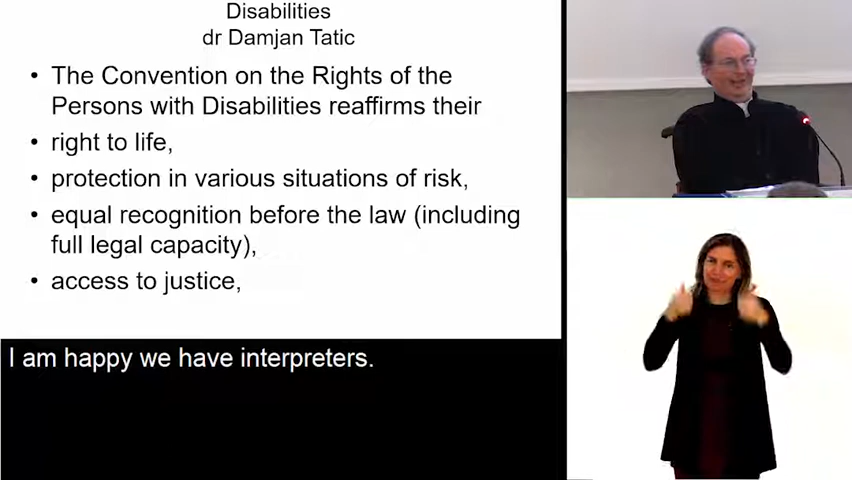 Disabilities
dr Damjan Tatic
• The Convention on the Rights of the
Persons with Disabilities reaffirms their
• right to life,
• protection in various situations of risk,
• equal recognition before the law (including
full legal capacity),
• access to justice,
I am happy we have interpreters.